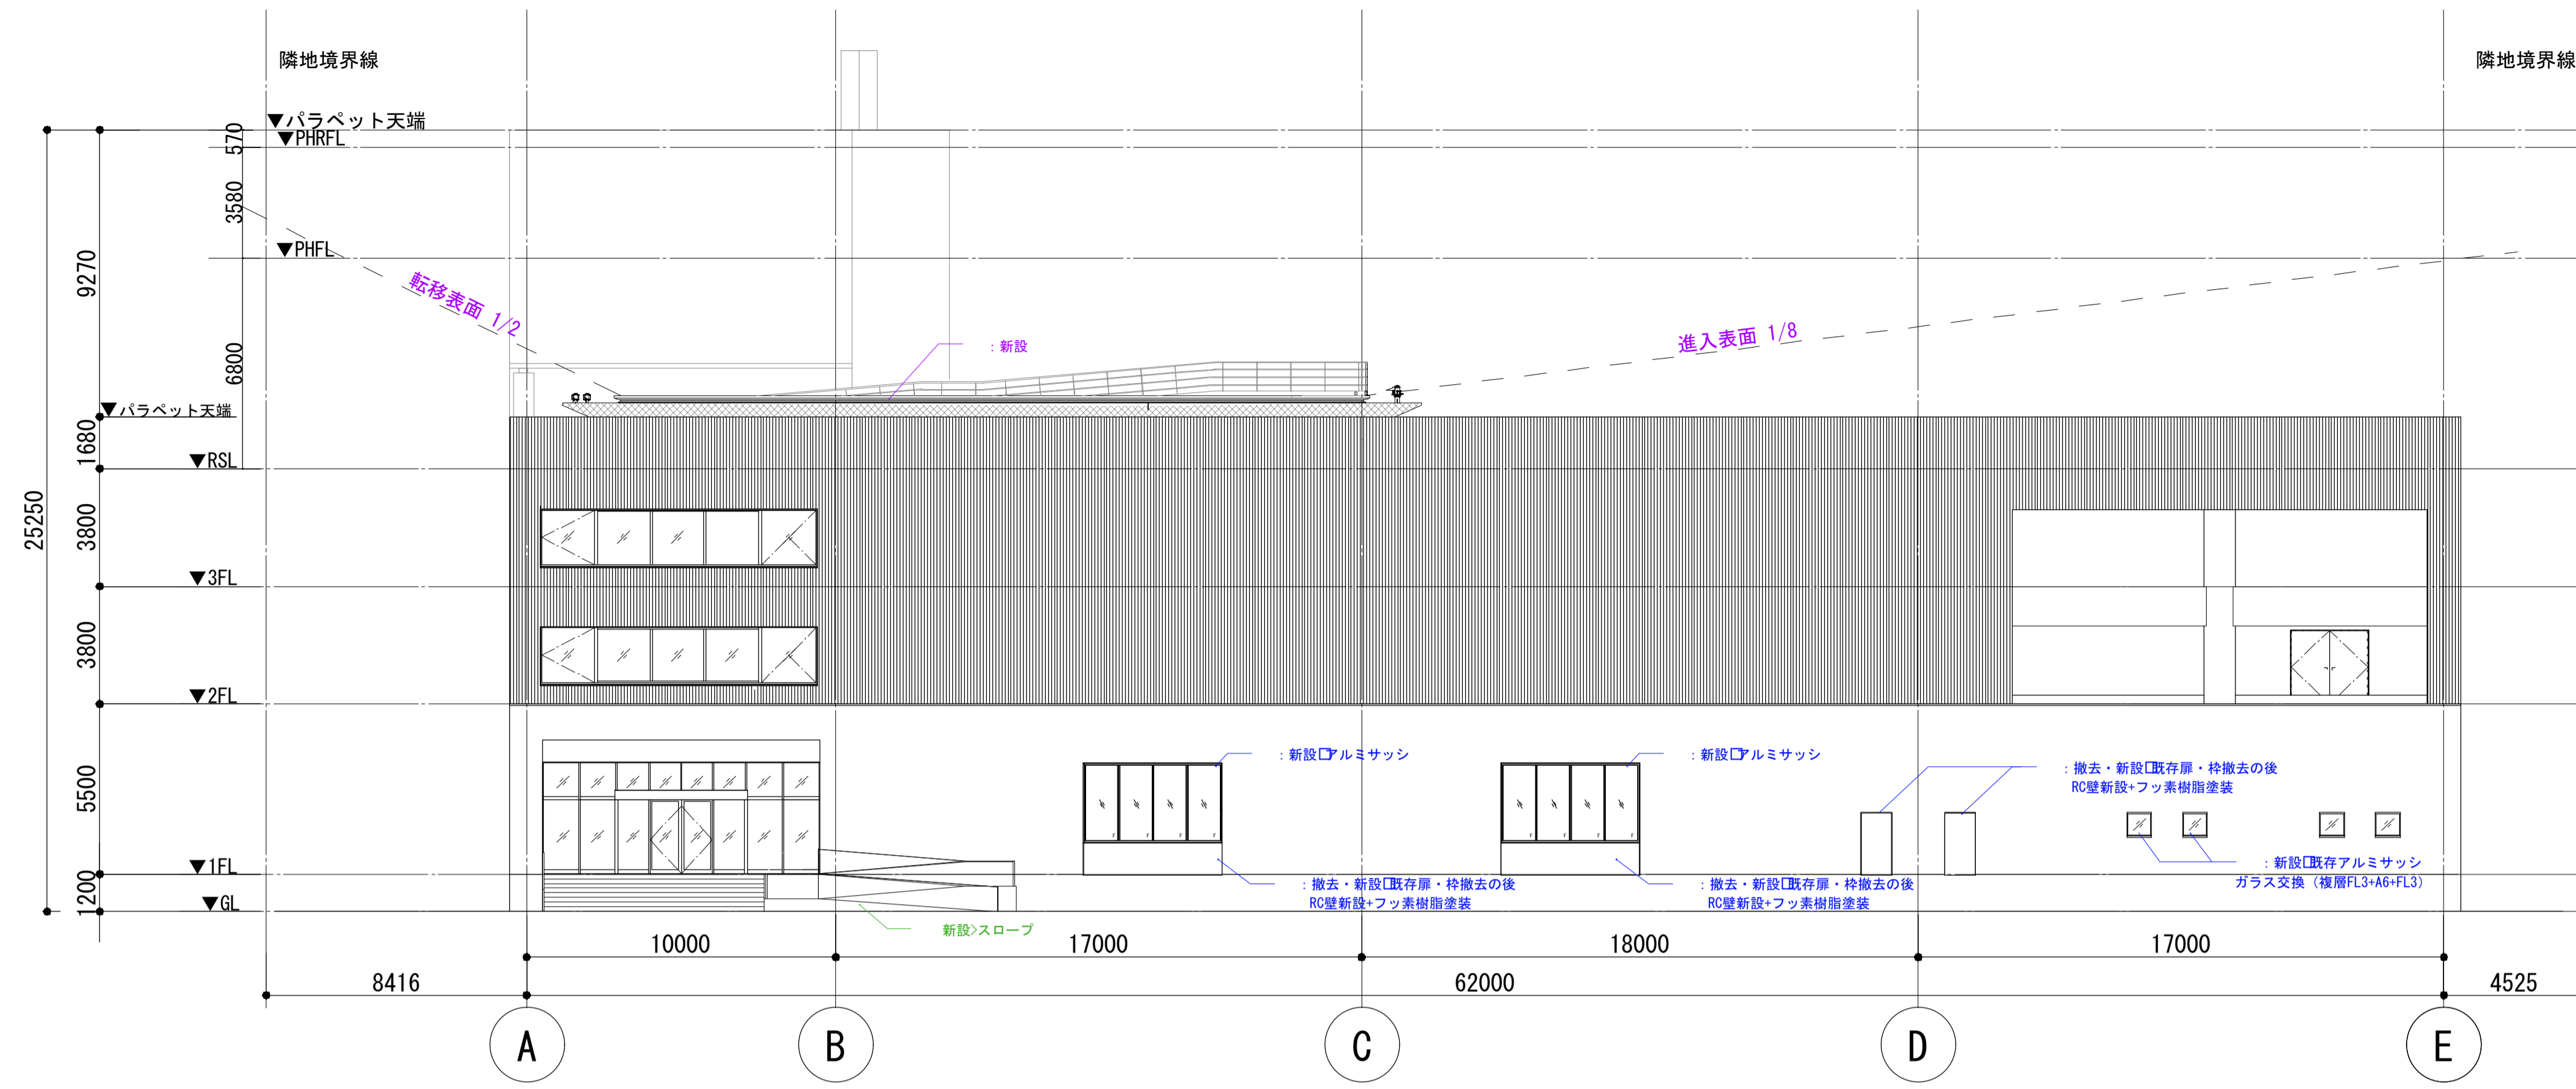 隣地境界線
隣地境界線
▼パラペット天端
▼PHRFL
570
3580
▼PHFL
9270
転移表面 1/2
進入表面 1/8
：新設
6800
▼パラペット天端
1680
▼RSL
25250
3800
▼3FL
3800
▼2FL
：新設□アルミサッシ
：新設□アルミサッシ
：撤去・新設□既存扉・枠撤去の後
RC壁新設+フッ素樹脂塗装
5500
F F F F
F F F F
▼1FL
：新設□既存アルミサッシ
ガラス交換（複層FL3+A6+FL3）
：撤去・新設□既存扉・枠撤去の後
RC壁新設+フッ素樹脂塗装
：撤去・新設□既存扉・枠撤去の後
RC壁新設+フッ素樹脂塗装
1200
▼GL
新設>スロープ
10000
17000
18000
17000
8416
62000
4525
A
B
C
D
E